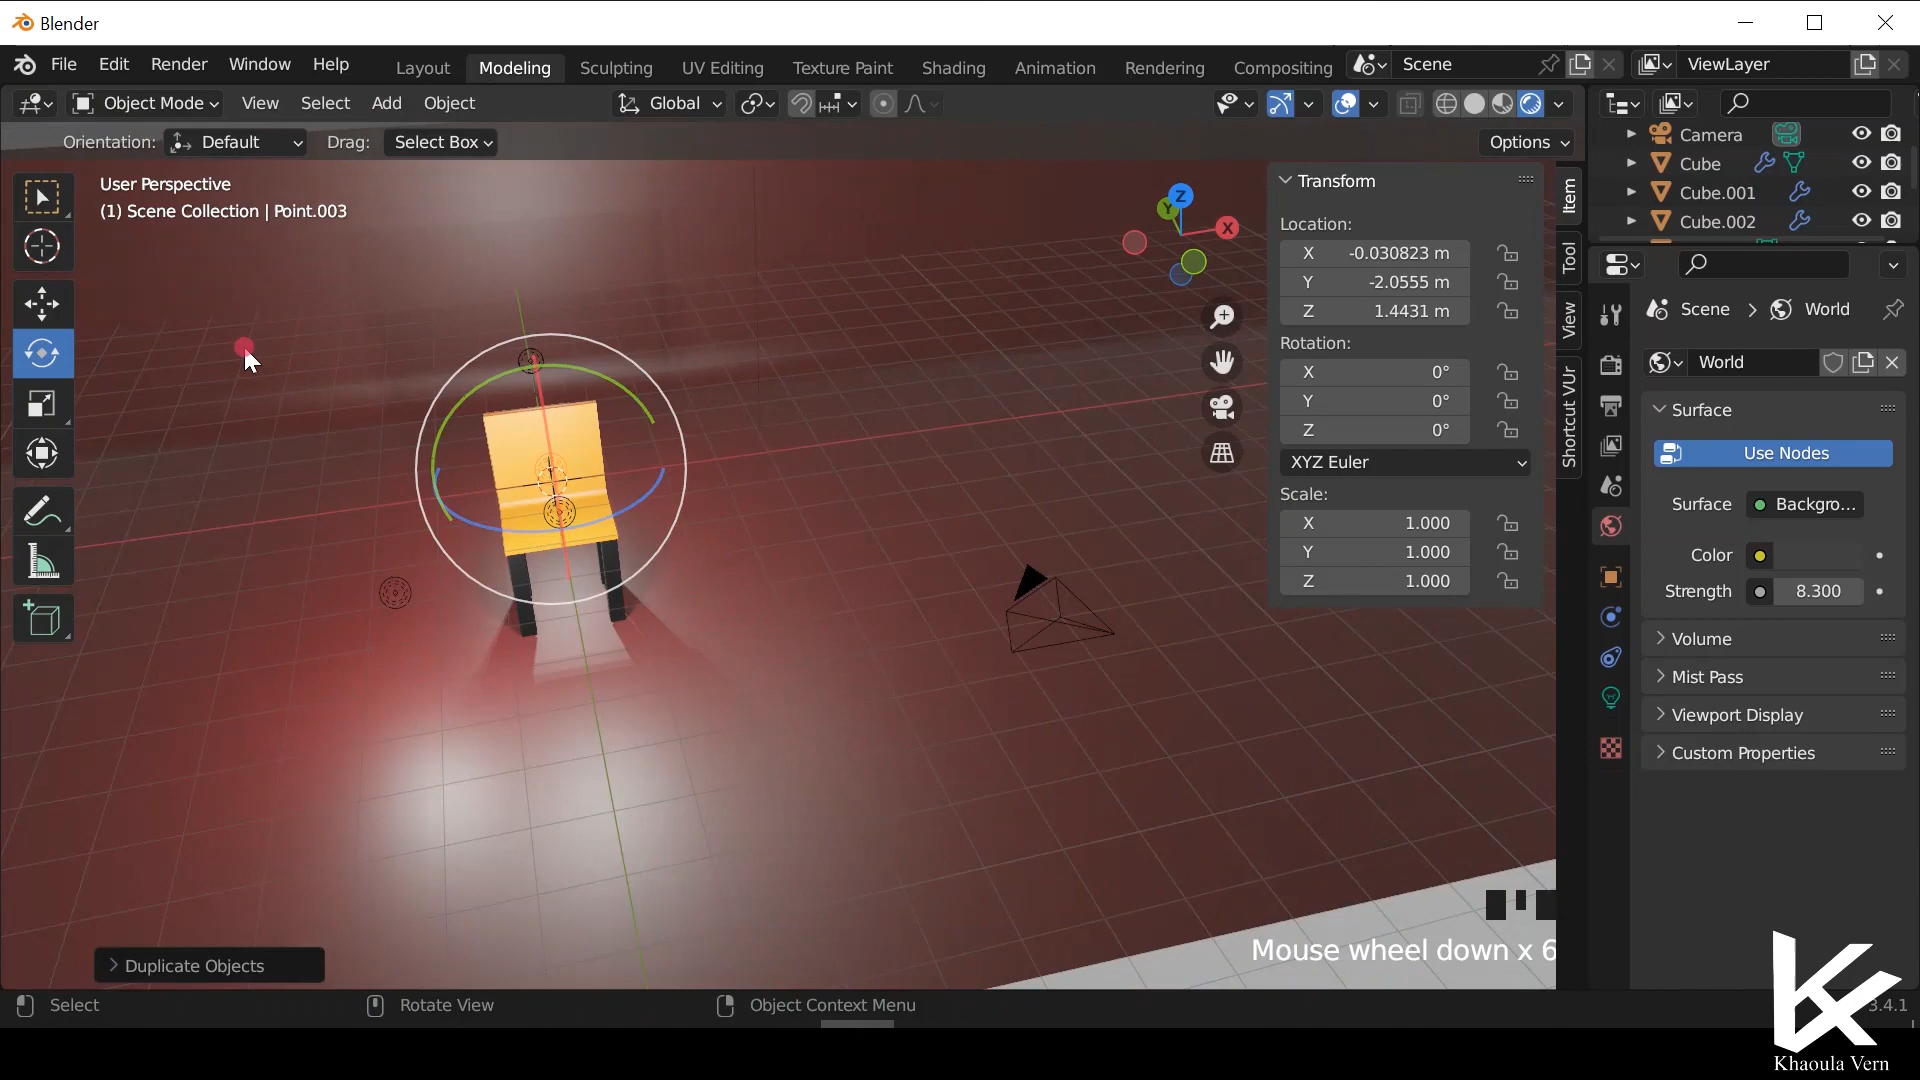 Blender
File Edit Render Window Help Layout Modeling Sculpting UV Editing Texture Paint Shading Animation Rendering Compositing Scene ViewLayer
Object Mode View Select Add Object Global
Orientation: Default Drag: Select Box Options
User Perspective
(1) Scene Collection | Point.003
Z
Y
X
Transform
Location:
X -0.030823 m
Y -2.0555 m
Z 1.4431 m
Rotation:
X 0°
Y 0°
Z 0°
XYZ Euler
Scale:
X 1.000
Y 1.000
Z 1.000
Item
Tool
View
Shortcut VUr
Camera
Cube
Cube.001
Cube.002
Scene World
World
Surface
Use Nodes
Surface Backgro...
Color
Strength 8.300
Volume
Mist Pass
Viewport Display
Custom Properties
Mouse wheel down x 6
Duplicate Objects
Select Rotate View Object Context Menu
3.4.1
Khaoula Vern